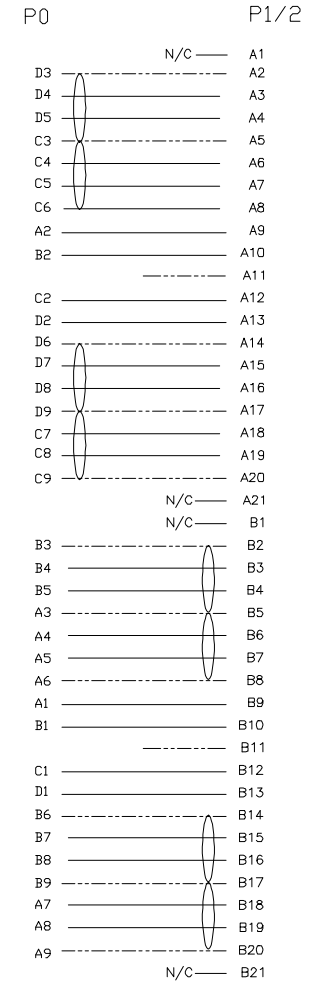 P0 P1/2
N/C A1
D3 A2
D4 A3
D5 A4
C3 A5
C4 A6
C5 A7
C6 A8
A2 A9
B2 A10
A11
C2 A12
D2 A13
D6 A14
D7 A15
D8 A16
D9 A17
C7 A18
C8 A19
C9 A20
N/C A21
N/C B1
B3 B2
B4 B3
B5 B4
A3 B5
A4 B6
A5 B7
A6 B8
A1 B9
B1 B10
B11
C1 B12
D1 B13
B6 B14
B7 B15
B8 B16
B9 B17
A7 B18
A8 B19
A9 B20
N/C B21